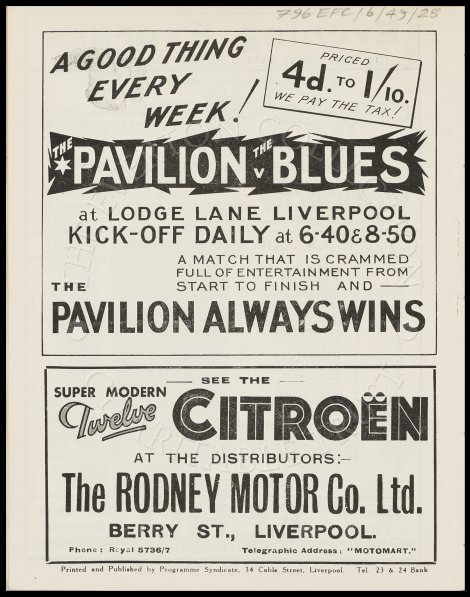 796 EFC/6/49/28
A GOOD THING
EVERY
WEEK!
PRICED
4d. TO 1/10.
WE PAY THE TAX!
THE PAVILION THE v BLUES
at LODGE LANE LIVERPOOL
KICK-OFF DAILY at 6-40 & 8-50
A MATCH THAT IS CRAMMED
FULL OF ENTERTAINMENT FROM
START TO FINISH AND —
THE
PAVILION ALWAYS WINS
— SEE THE —
SUPER MODERN
Twelve CITROËN
AT THE DISTRIBUTORS:—
The RODNEY MOTOR Co. Ltd.
BERRY ST., LIVERPOOL.
Phone: Royal 5736/7 Telegraphic Address: "MOTOMART."
Printed and Published by Programme Syndicate, 34 Cable Street, Liverpool. Tel. 23 & 24 Bank